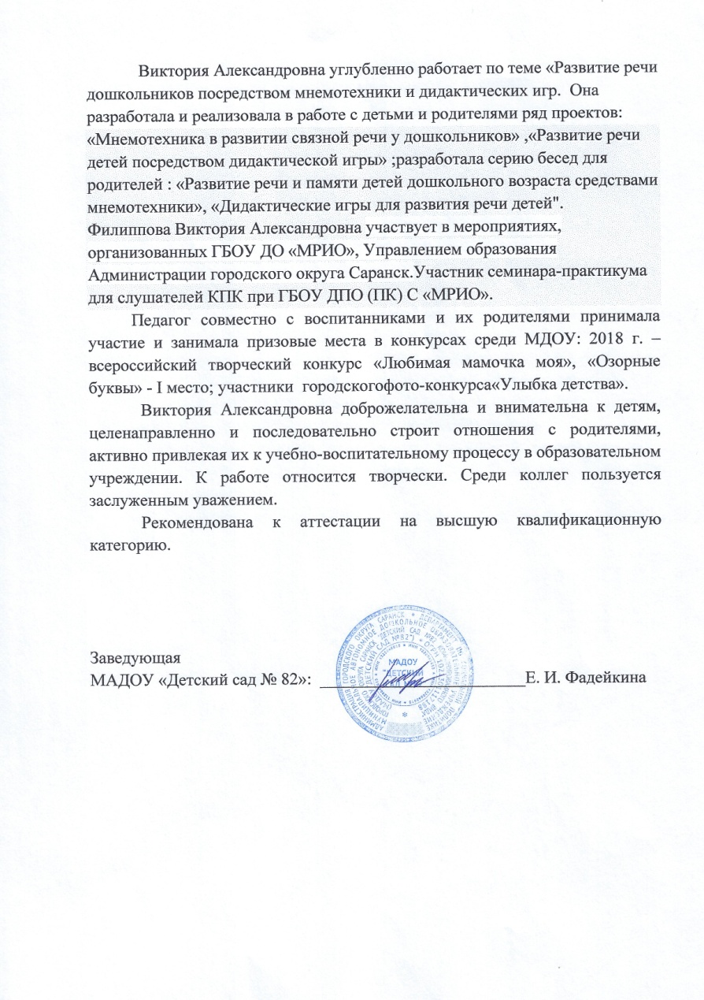 Виктория Александровна углубленно работает по теме «Развитие речи
дошкольников посредством мнемотехники и дидактических игр.  Она
разработала и реализовала в работе с детьми и родителями ряд проектов:
«Мнемотехника в развитии связной речи у дошкольников» ,«Развитие речи
детей посредством дидактической игры» ;разработала серию бесед для
родителей : «Развитие речи и памяти детей дошкольного возраста средствами
мнемотехники», «Дидактические игры для развития речи детей".
Филиппова Виктория Александровна участвует в мероприятиях,
организованных ГБОУ ДО «МРИО», Управлением образования
Администрации городского округа Саранск.Участник семинара-практикума
для слушателей КПК при ГБОУ ДПО (ПК) С «МРИО».
Педагог совместно с воспитанниками и их родителями принимала
участие и занимала призовые места в конкурсах среди МДОУ: 2018 г. –
всероссийский творческий конкурс «Любимая мамочка моя», «Озорные
буквы» - I место; участники  городскогофото-конкурса«Улыбка детства».
Виктория Александровна доброжелательна и внимательна к детям,
целенаправленно и последовательно строит отношения с родителями,
активно привлекая их к учебно-воспитательному процессу в образовательном
учреждении. К работе относится творчески. Среди коллег пользуется
заслуженным уважением.
Рекомендована к аттестации на высшую квалификационную
категорию.
Заведующая
МАДОУ «Детский сад № 82»: Е. И. Фадейкина
МАДОУ
"ДЕТСКИЙ